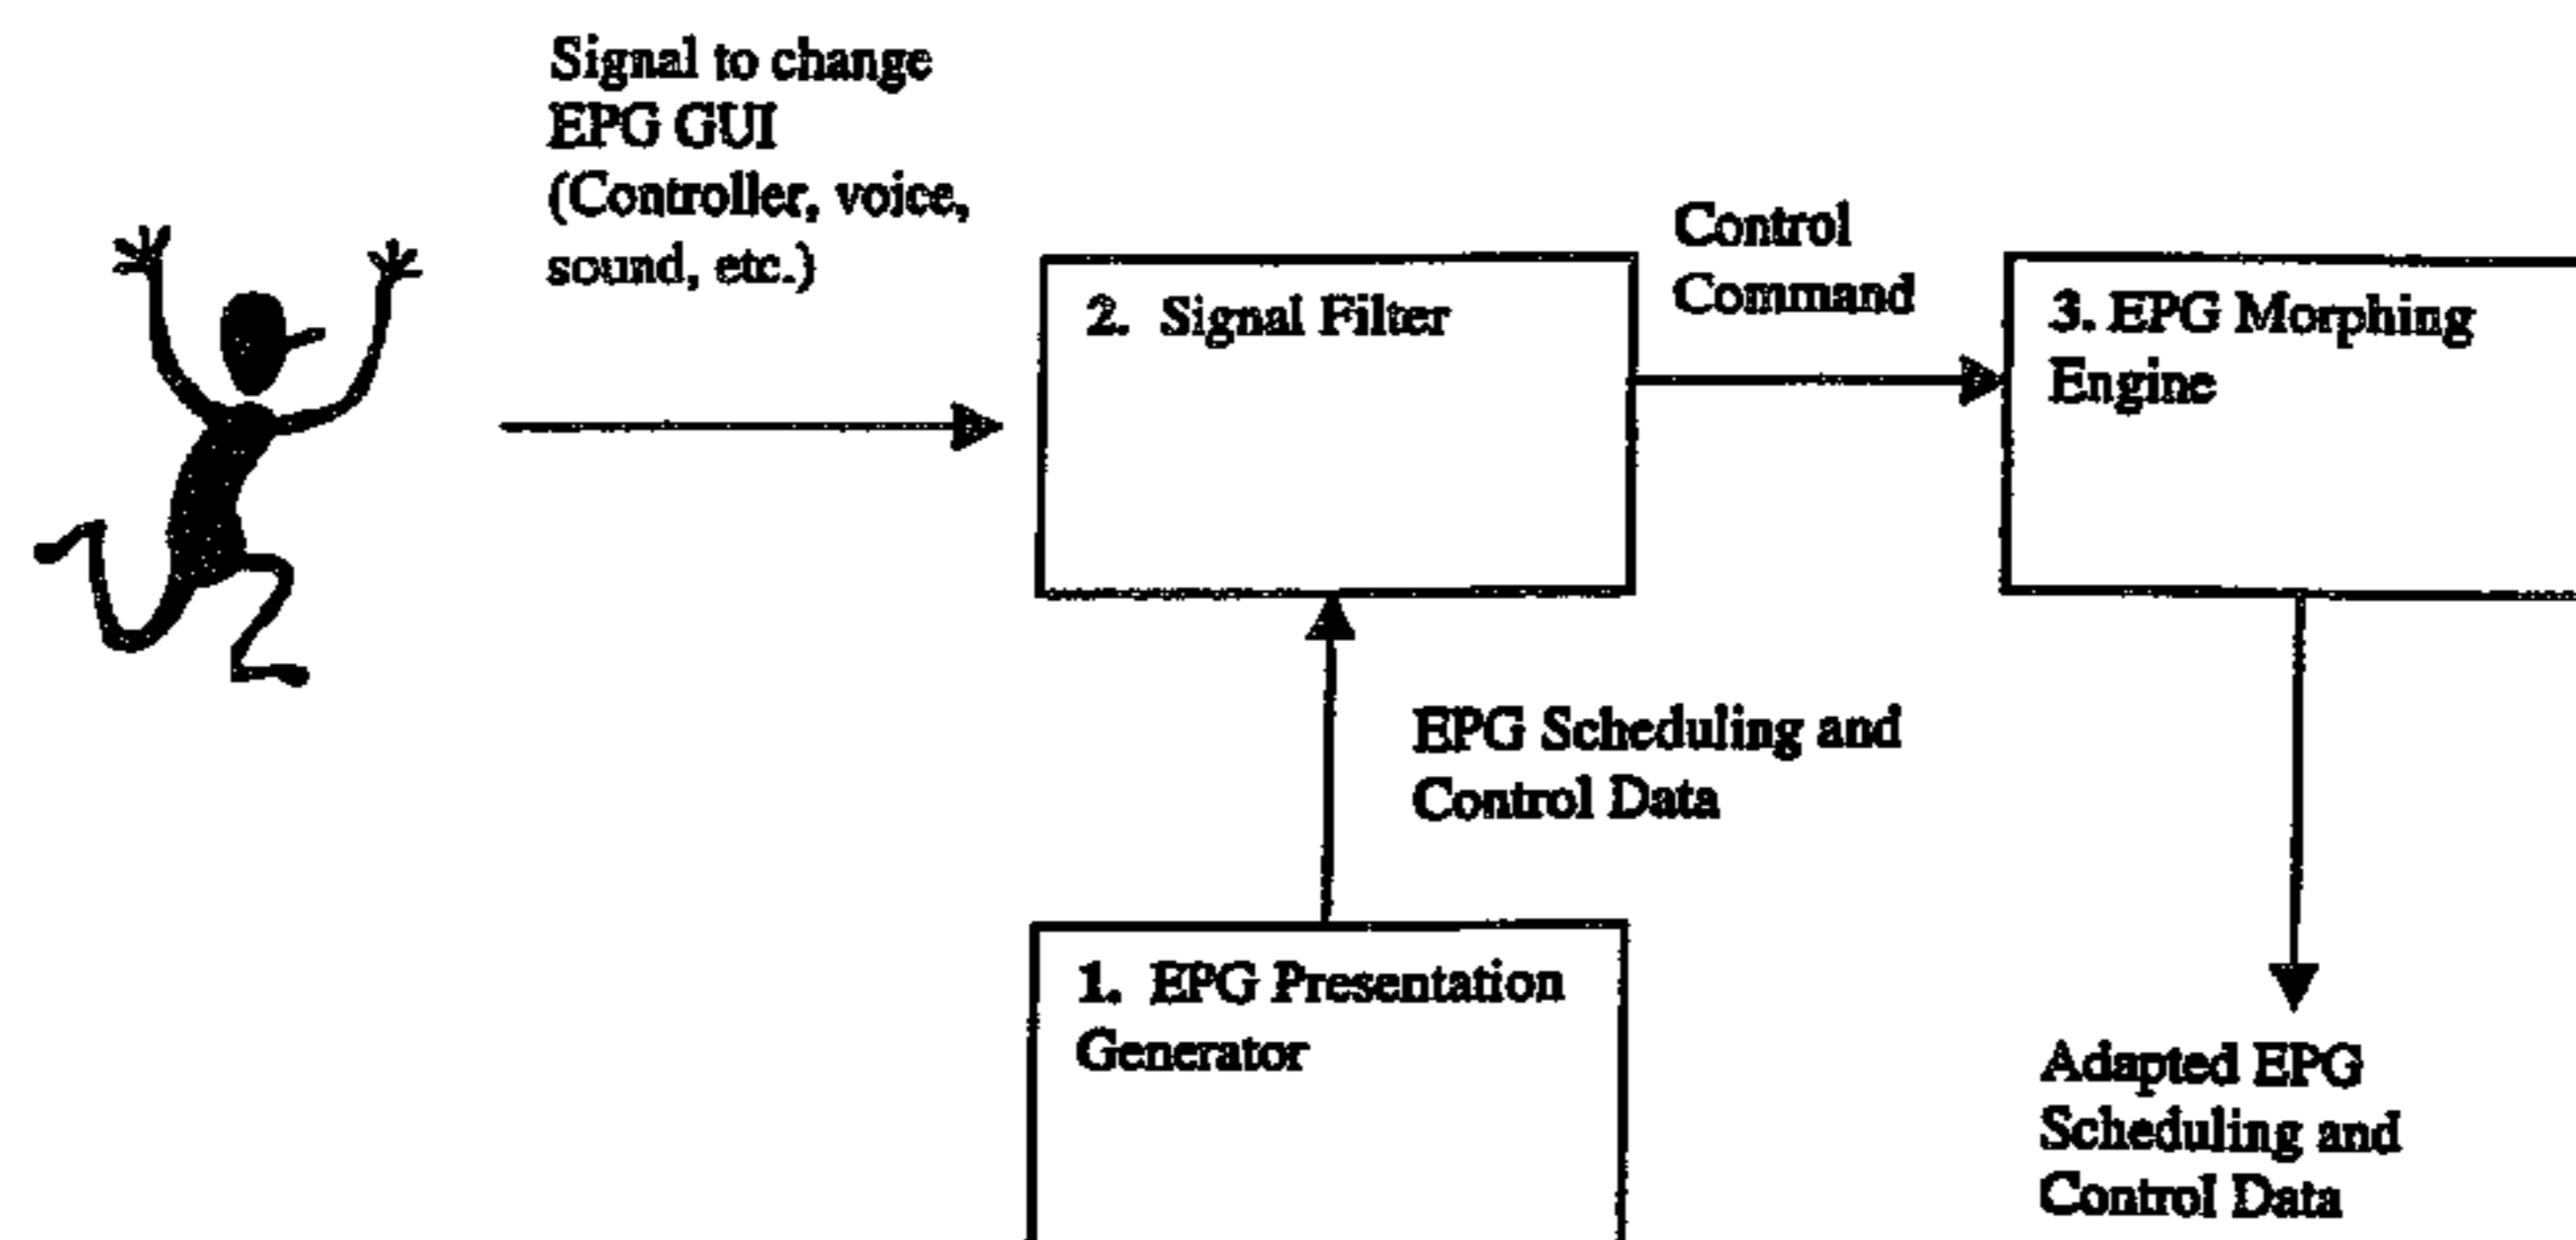 Signal to change
EPG GUI
(Controller, voice,
sound, etc.)
2. Signal Filter
Control
Command
3. EPG Morphing
Engine
EPG Scheduling and
Control Data
1. EPG Presentation
Generator
Adapted EPG
Scheduling and
Control Data